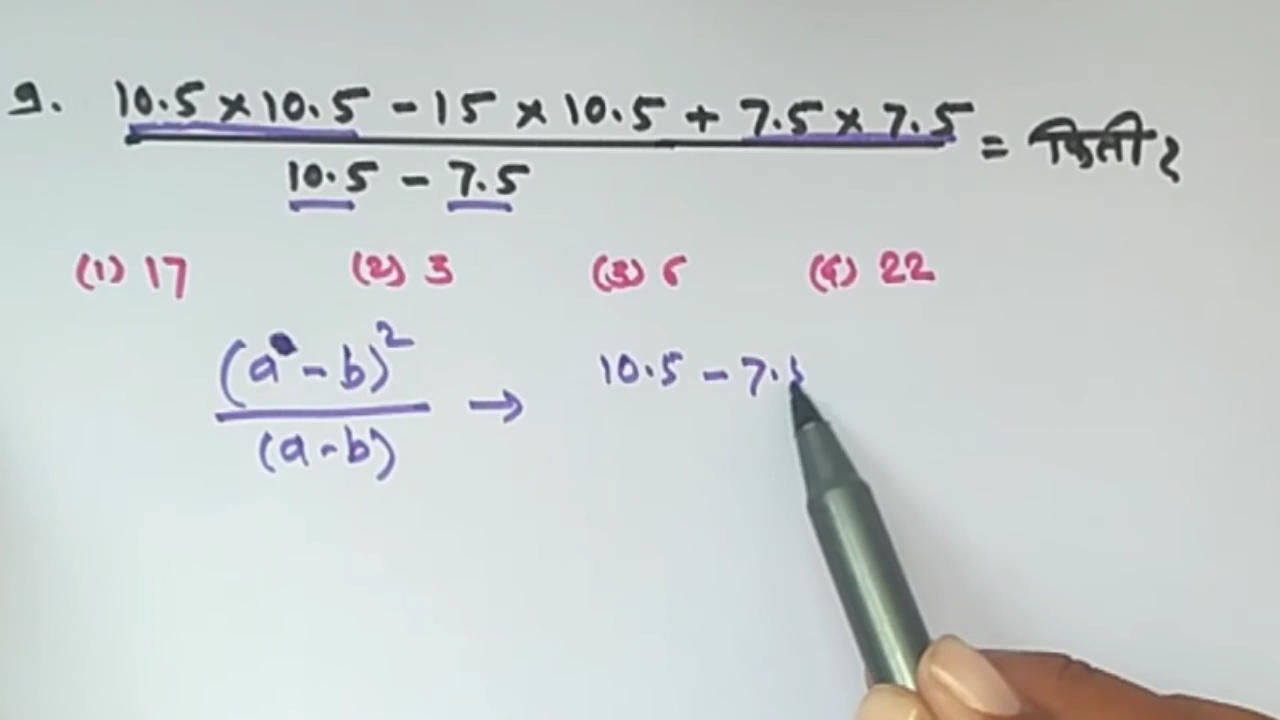 9. 10.5 × 10.5 - 15 × 10.5 + 7.5 × 7.5 = किती?
10.5 - 7.5
(1) 17 (2) 3 (3) 6 (4) 22
(a - b)² → 10.5 - 7.5
(a - b)